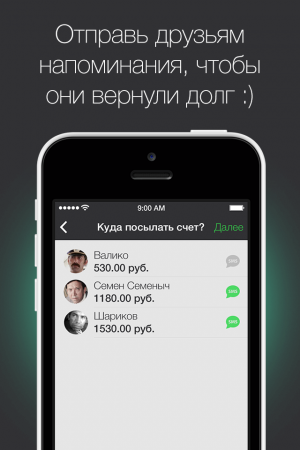 Отправь друзьям
напоминания, чтобы
они вернули долг :)
9:00 AM
Куда посылать счет? Далее
Валико
530.00 руб.
SMS
Семен Семеныч
1180.00 руб.
SMS
Шариков
1530.00 руб.
SMS